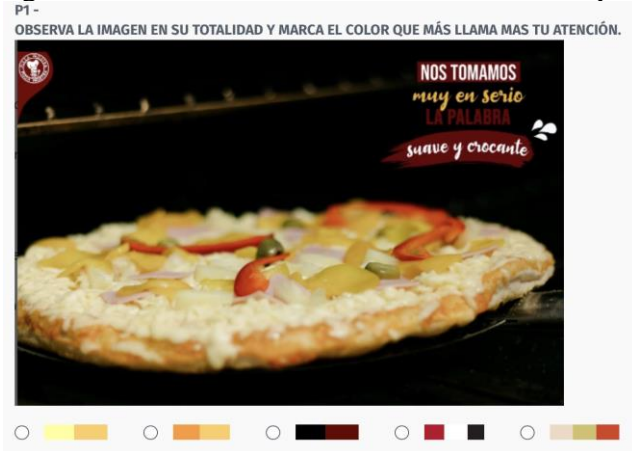 P1 -
OBSERVA LA IMAGEN EN SU TOTALIDAD Y MARCA EL COLOR QUE MÁS LLAMA MAS TU ATENCIÓN.
NOS TOMAMOS
muy en serio
LA PALABRA
suave y crocante